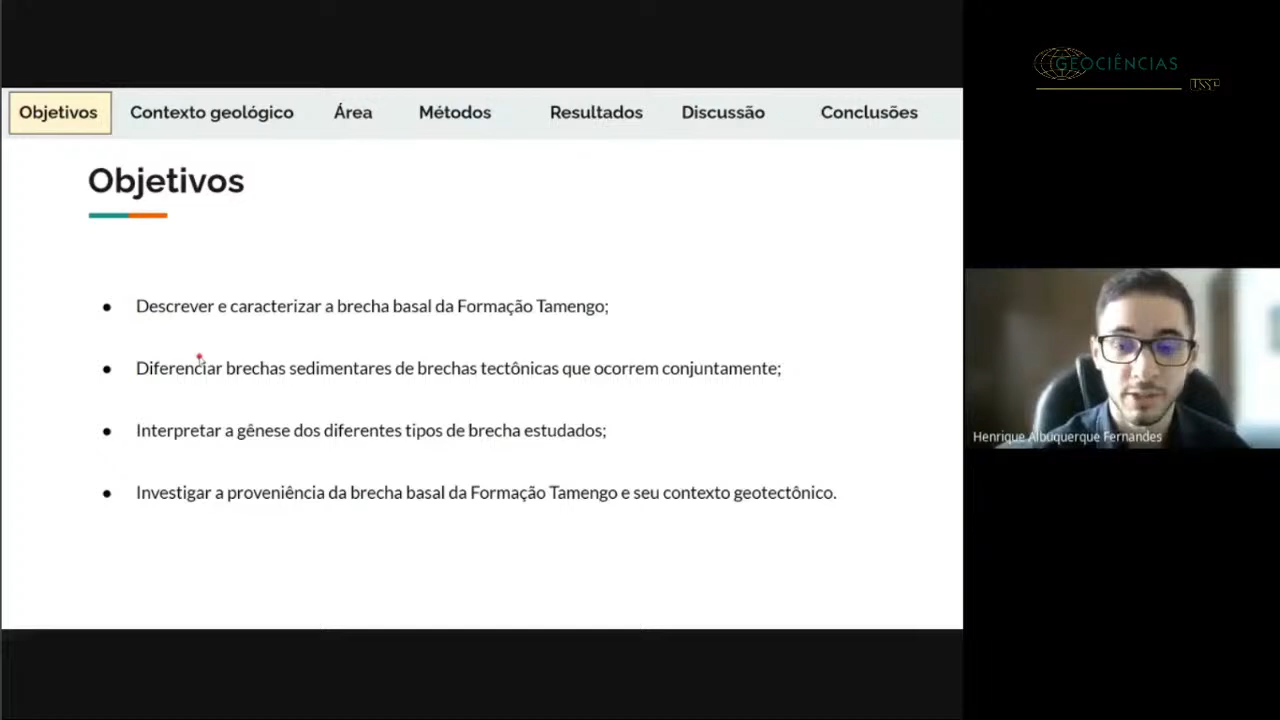 GEOCIÊNCIAS
USP
Objetivos Contexto geológico Área Métodos Resultados Discussão Conclusões
Objetivos
● Descrever e caracterizar a brecha basal da Formação Tamengo;
● Diferenciar brechas sedimentares de brechas tectônicas que ocorrem conjuntamente;
● Interpretar a gênese dos diferentes tipos de brecha estudados;
● Investigar a proveniência da brecha basal da Formação Tamengo e seu contexto geotectônico.
Henrique Albuquerque Fernandes